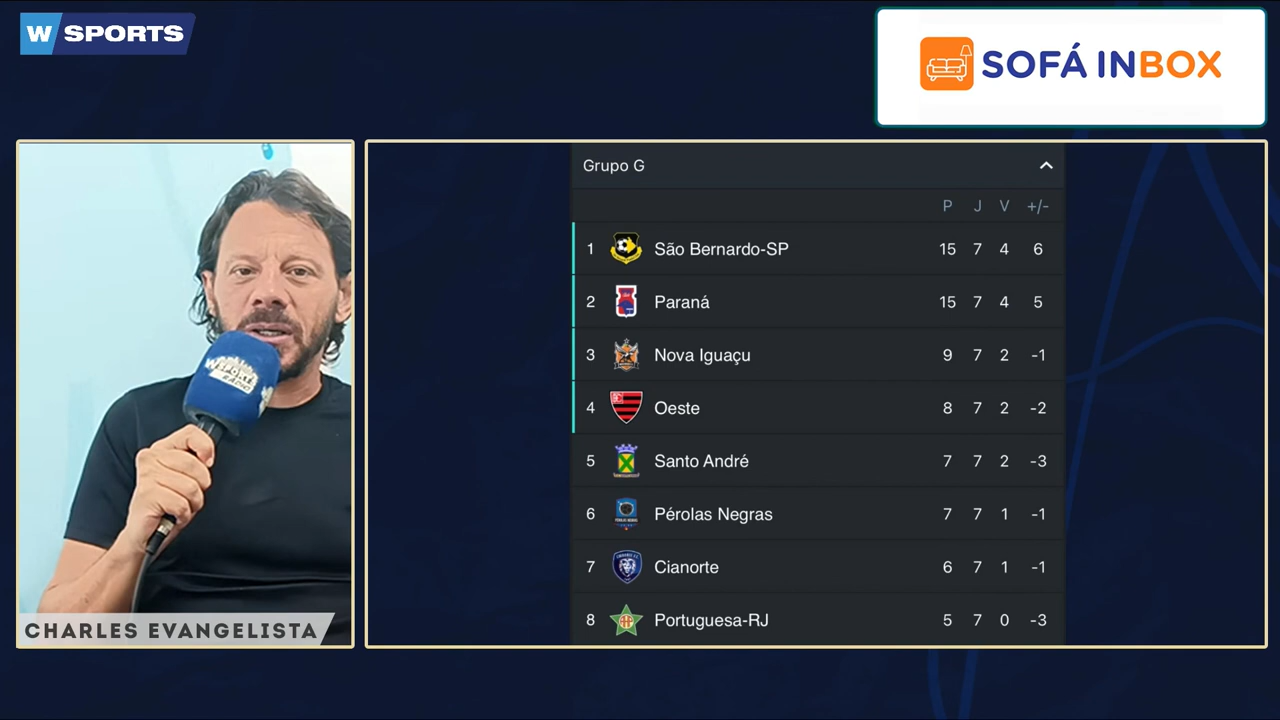 W SPORTS
SOFÁ INBOX
Grupo G
P J V +/-
1 São Bernardo-SP 15 7 4 6
2 Paraná 15 7 4 5
3 Nova Iguaçu 9 7 2 -1
4 Oeste 8 7 2 -2
5 Santo André 7 7 2 -3
6 Pérolas Negras 7 7 1 -1
7 Cianorte 6 7 1 -1
8 Portuguesa-RJ 5 7 0 -3
WSPORTS
RÁDIO
CHARLES EVANGELISTA